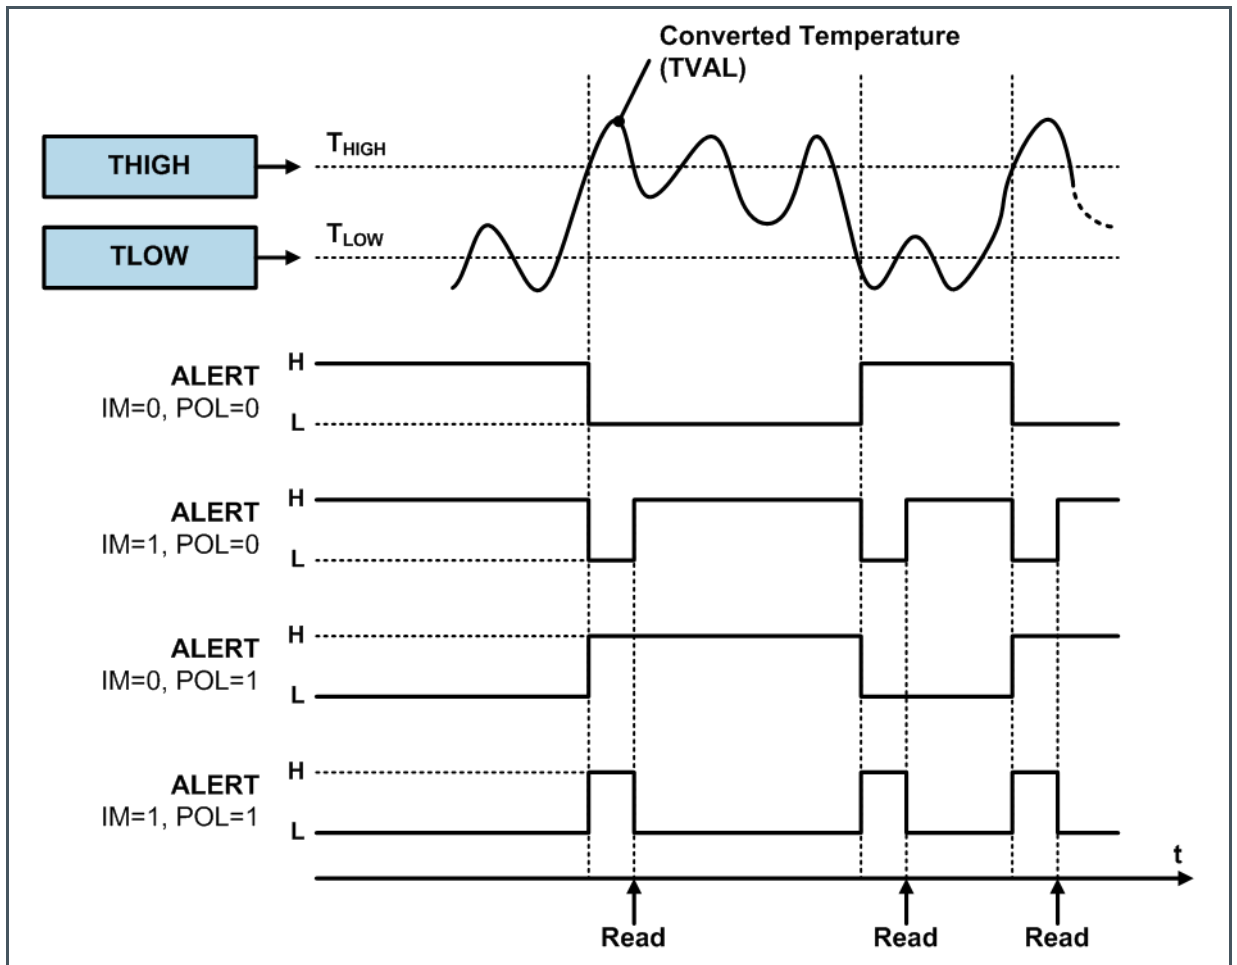 Converted Temperature
(TVAL)
THIGH
THIGH
TLOW
TLOW
ALERT
IM=0, POL=0
H
L
ALERT
IM=1, POL=0
H
L
ALERT
IM=0, POL=1
H
L
ALERT
IM=1, POL=1
H
L
t
Read
Read
Read